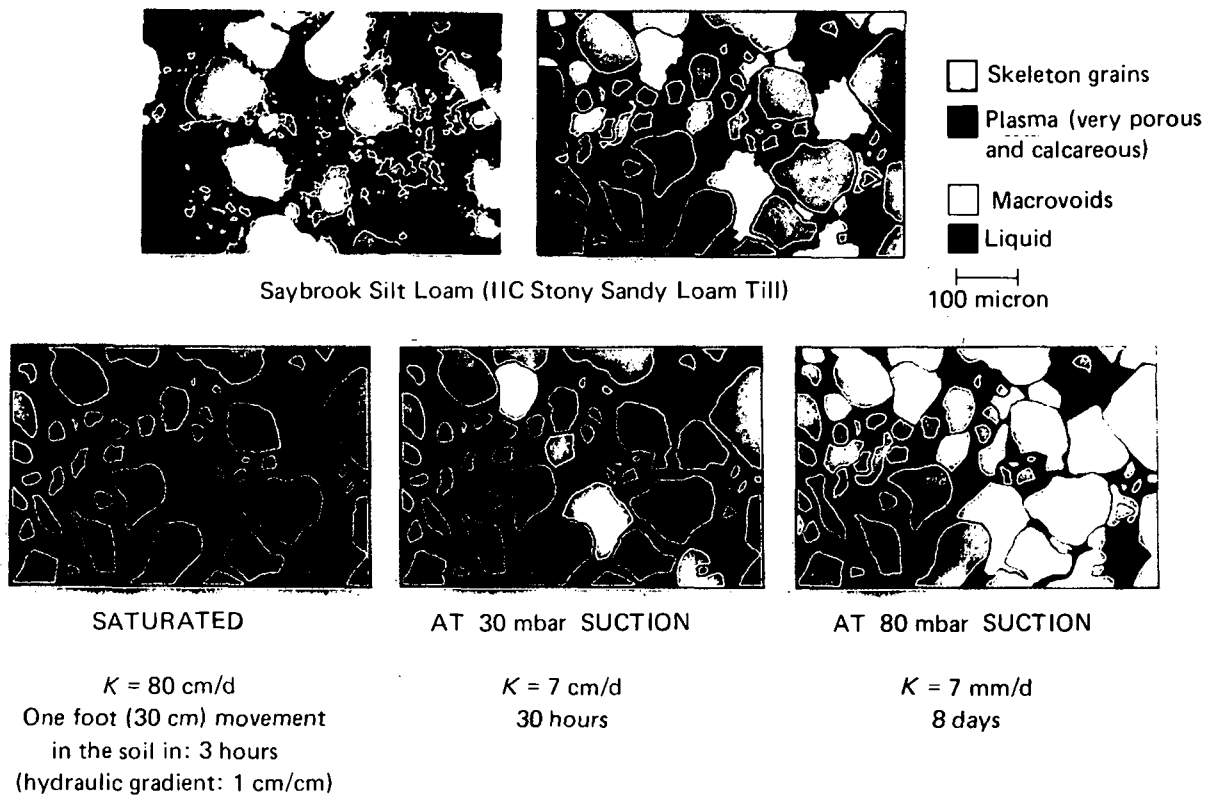 Skeleton grains
Plasma (very porous
and calcareous)
Macrovoids
Liquid
100 micron
Saybrook Silt Loam (IIC Stony Sandy Loam Till)
SATURATED
AT 30 mbar SUCTION
AT 80 mbar SUCTION
K = 80 cm/d
One foot (30 cm) movement
in the soil in: 3 hours
(hydraulic gradient: 1 cm/cm)
K = 7 cm/d
30 hours
K = 7 mm/d
8 days